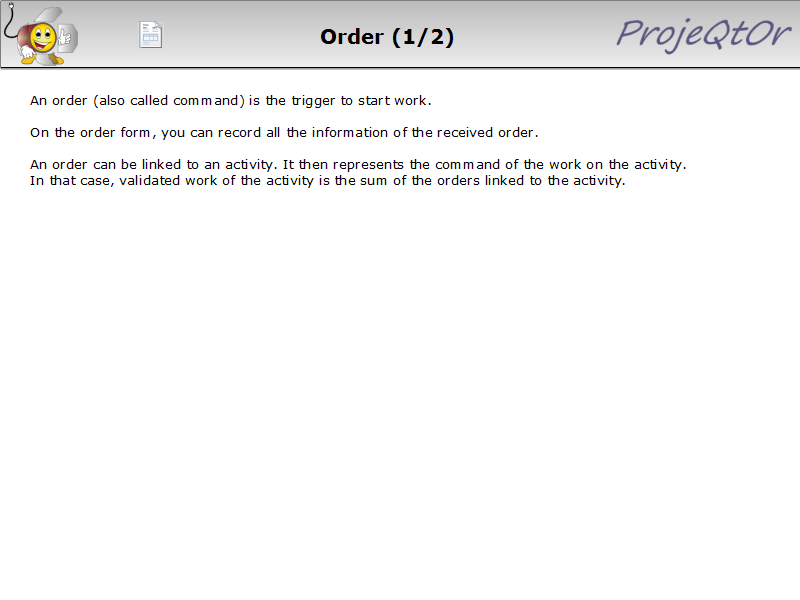 Order (1/2)
ProjeQtOr
An order (also called command) is the trigger to start work.
On the order form, you can record all the information of the received order.
An order can be linked to an activity. It then represents the command of the work on the activity.
In that case, validated work of the activity is the sum of the orders linked to the activity.